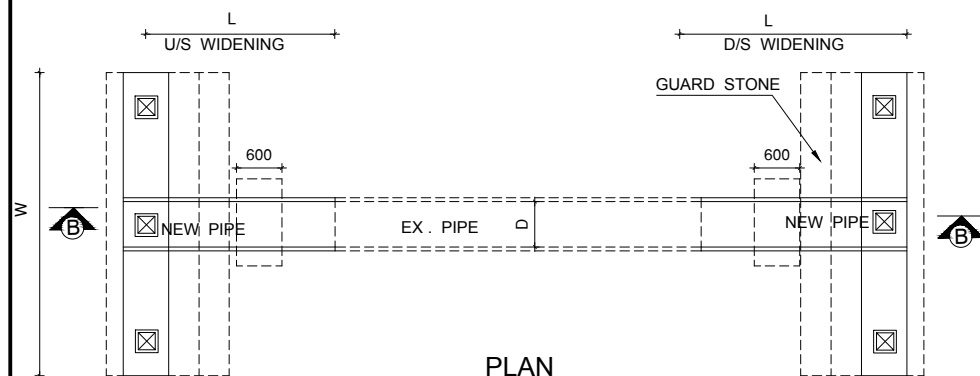 L
L
U/S WIDENING
D/S WIDENING
GUARD STONE
600
600
W
B
NEW PIPE
EX . PIPE
D
NEW PIPE
B
PLAN